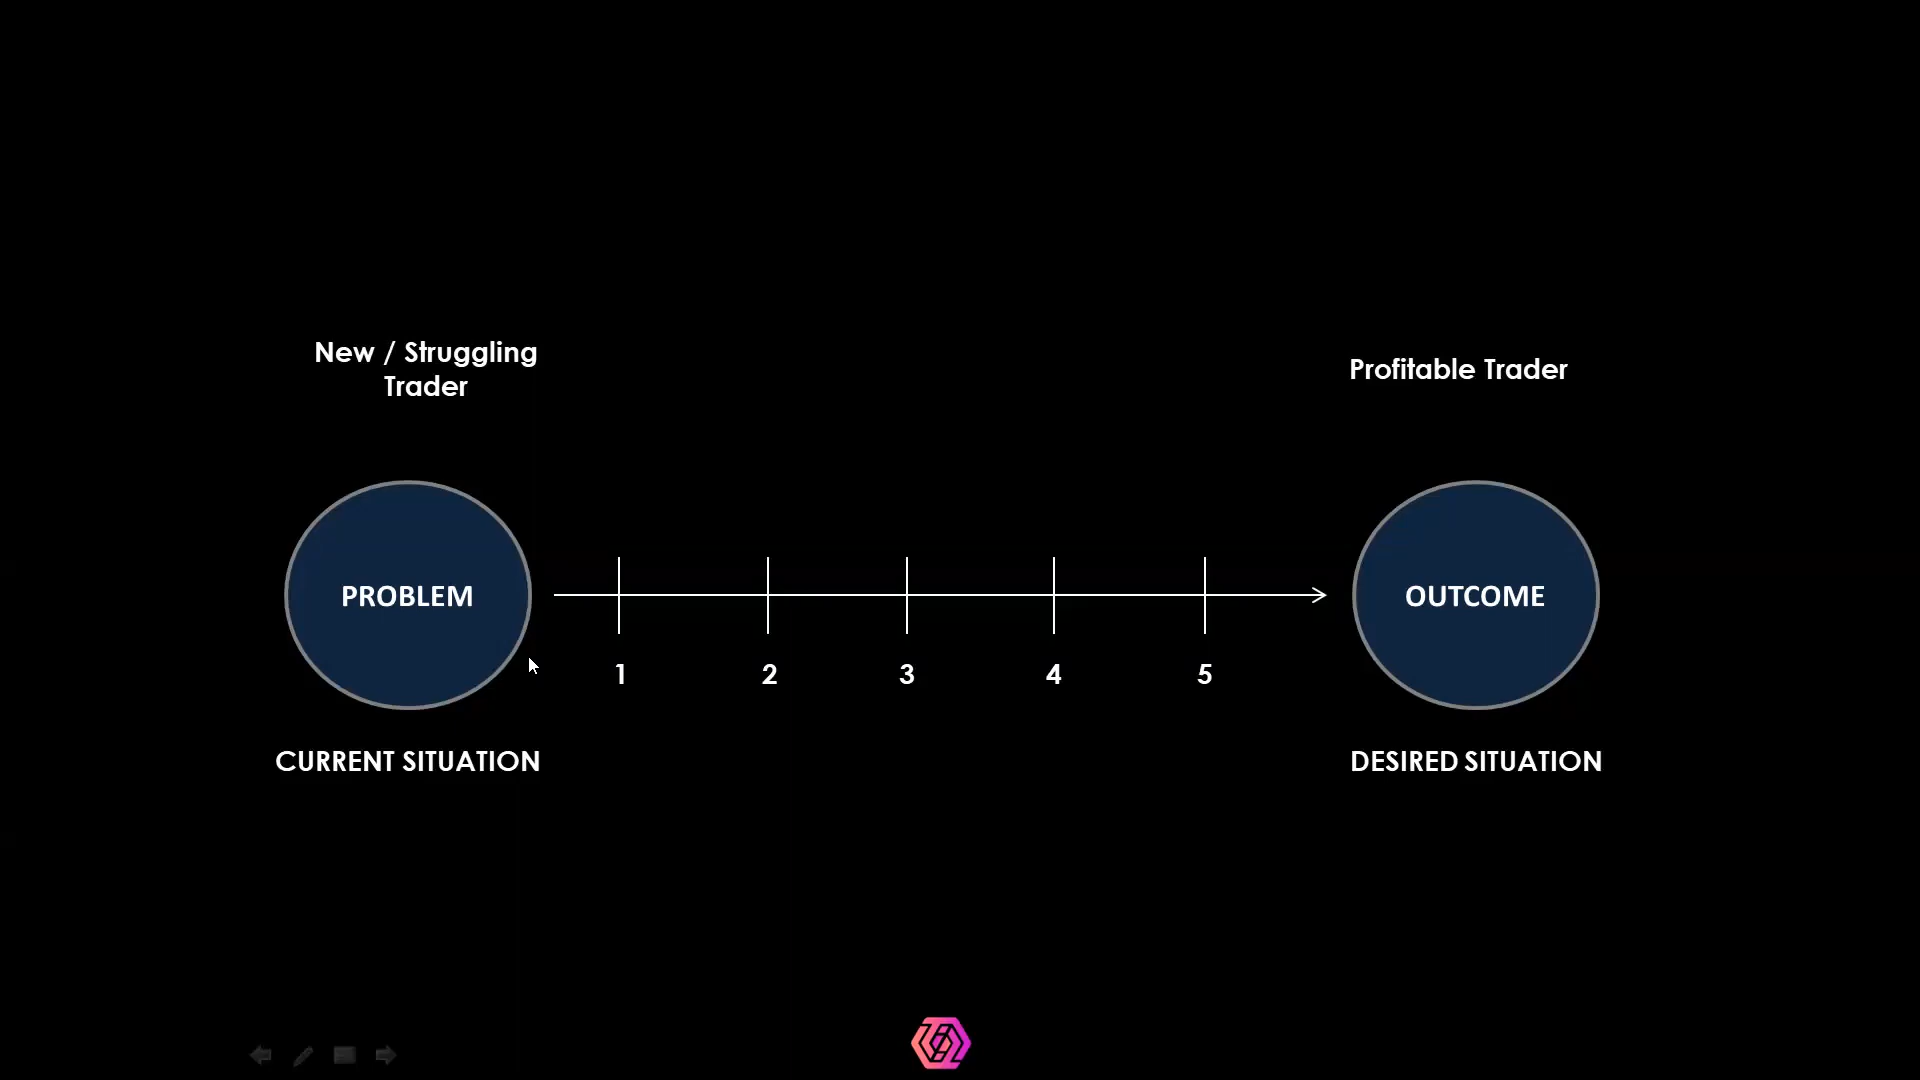 New / Struggling
Trader
Profitable Trader
PROBLEM
OUTCOME
1 2 3 4 5
CURRENT SITUATION
DESIRED SITUATION